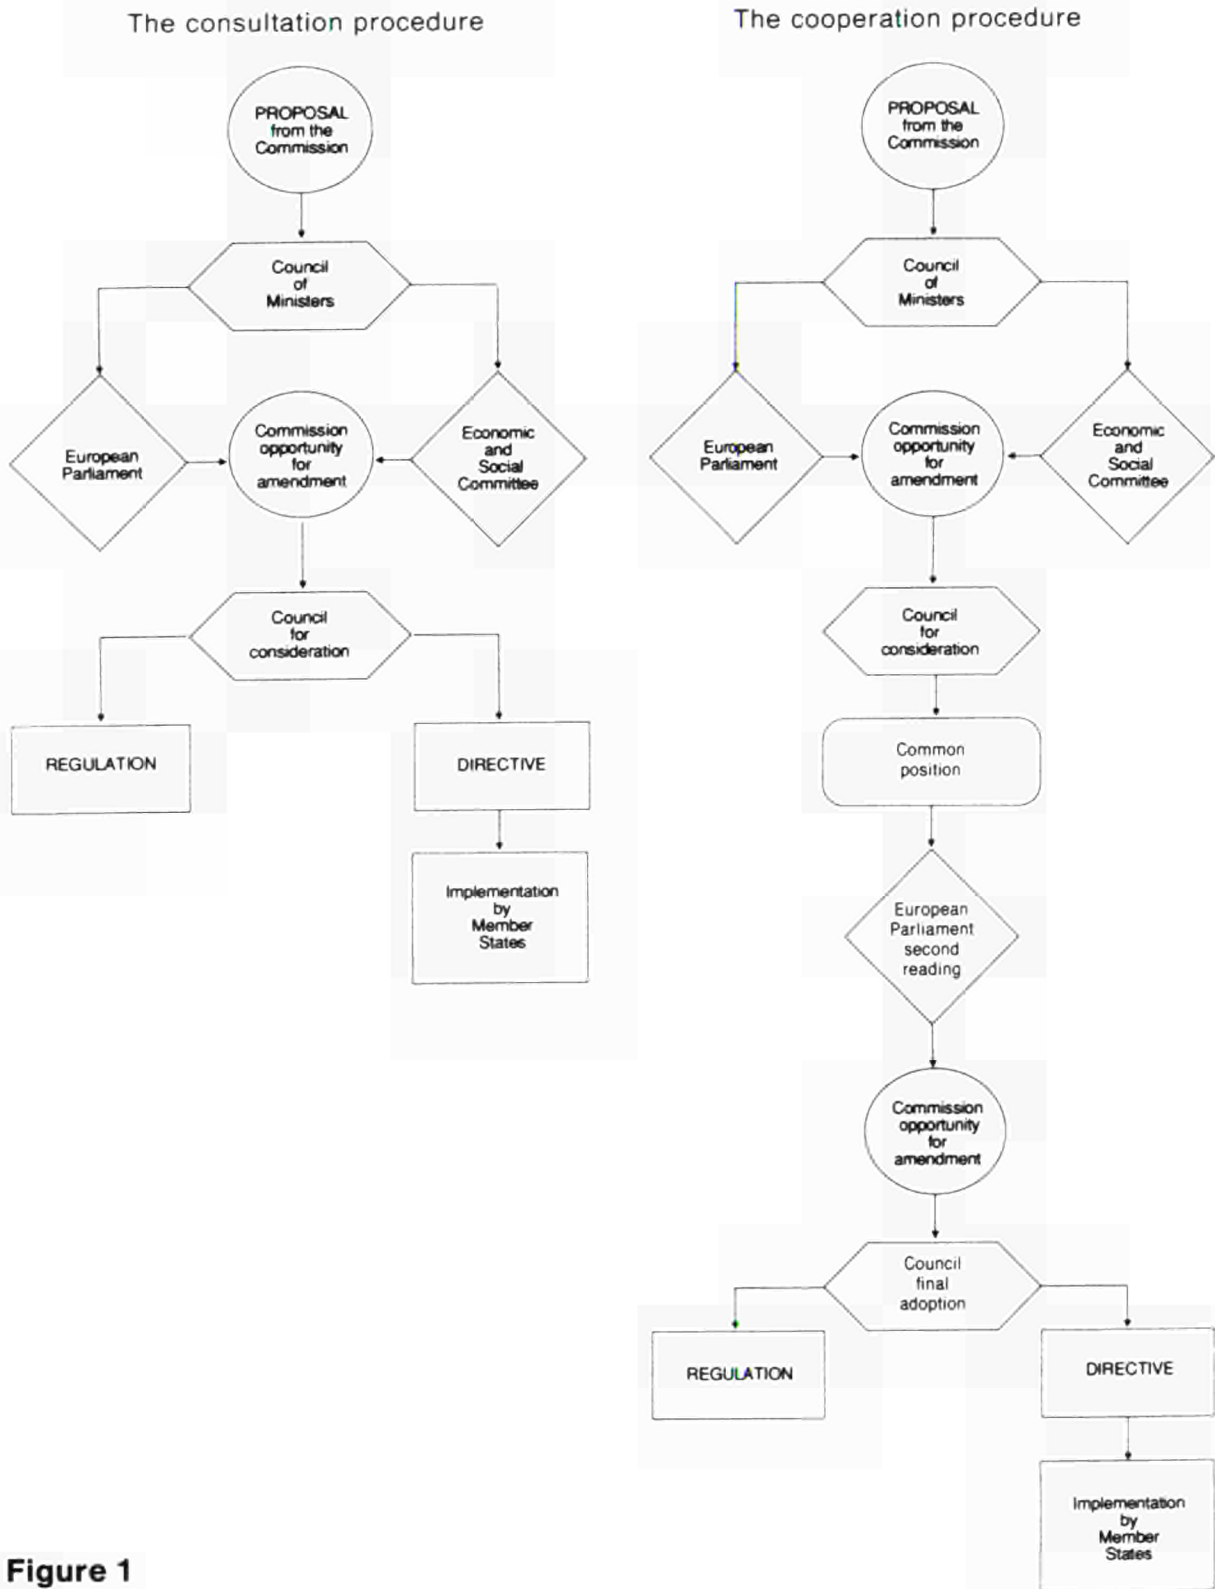 The consultation procedure
PROPOSAL
from the
Commission
Council
of
Ministers
European
Parliament
Commission
opportunity
for
amendment
Economic
and
Social
Committee
Council
for
consideration
REGULATION
DIRECTIVE
Implementation
by
Member
States
The cooperation procedure
PROPOSAL
from the
Commission
Council
of
Ministers
European
Parliament
Commission
opportunity
for
amendment
Economic
and
Social
Committee
Council
for
consideration
Common
position
European
Parliament
second
reading
Commission
opportunity
for
amendment
Council
final
adoption
REGULATION
DIRECTIVE
Implementation
by
Member
States
Figure 1